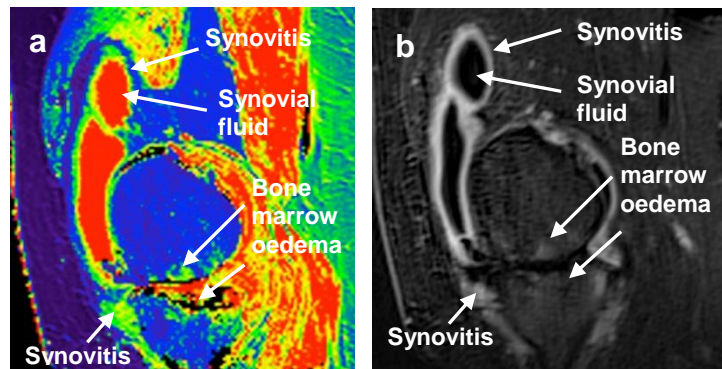 a
Synovitis
Synovial
fluid
Bone
marrow
oedema
Synovitis
b
Synovitis
Synovial
fluid
Bone
marrow
oedema
Synovitis